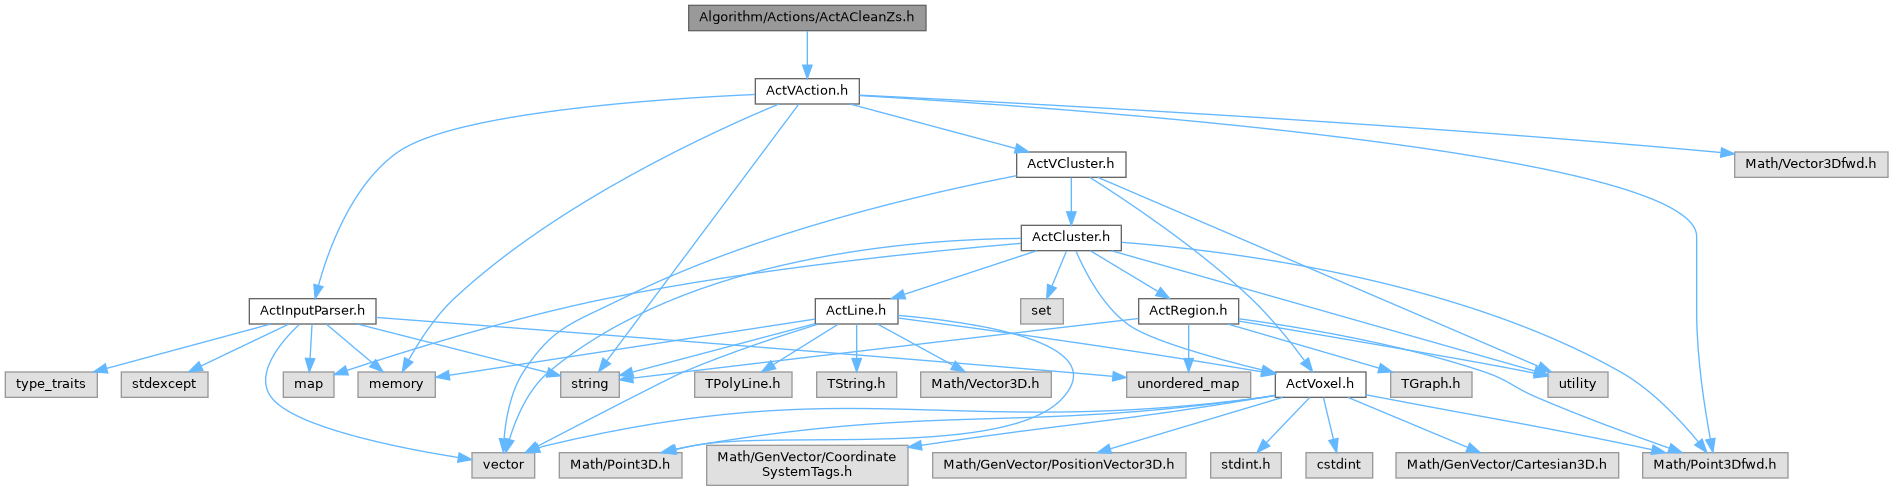 Algorithm/Actions/ActACleanZs.h
ActVAction.h
ActVCluster.h
Math/Vector3Dfwd.h
ActCluster.h
ActInputParser.h
ActLine.h
set
ActRegion.h
type_traits
stdexcept
map
memory
string
TPolyLine.h
TString.h
Math/Vector3D.h
unordered_map
ActVoxel.h
TGraph.h
utility
vector
Math/Point3D.h
Math/GenVector/Coordinate
SystemTags.h
Math/GenVector/PositionVector3D.h
stdint.h
cstdint
Math/GenVector/Cartesian3D.h
Math/Point3Dfwd.h